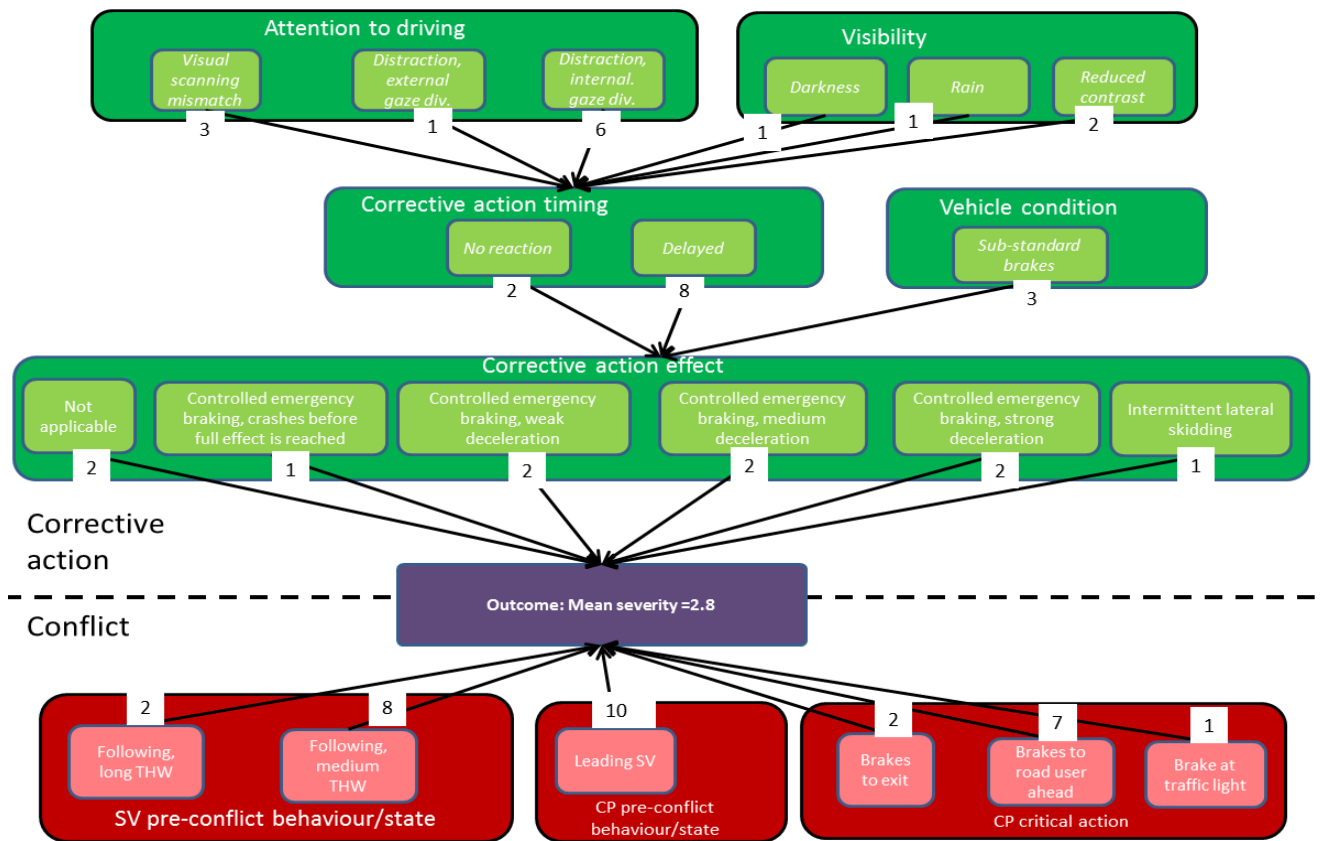 Attention to driving
Visual
scanning
mismatch
Distraction,
external
gaze div.
Distraction,
internal.
gaze div.
3
1
6
Visibility
Darkness
Rain
Reduced
contrast
1
1
2
Corrective action timing
No reaction
Delayed
2
8
Vehicle condition
Sub-standard
brakes
3
Corrective action effect
Not
applicable
Controlled emergency
braking, crashes before
full effect is reached
Controlled emergency
braking, weak
deceleration
Controlled emergency
braking, medium
deceleration
Controlled emergency
braking, strong
deceleration
Intermittent lateral
skidding
2
1
2
2
2
1
Corrective
action
Outcome: Mean severity =2.8
Conflict
2
8
10
2
7
1
Following,
long THW
Following,
medium
THW
SV pre-conflict behaviour/state
Leading SV
CP pre-conflict
behaviour/state
Brakes
to exit
Brakes to
road user
ahead
Brake at
traffic light
CP critical action